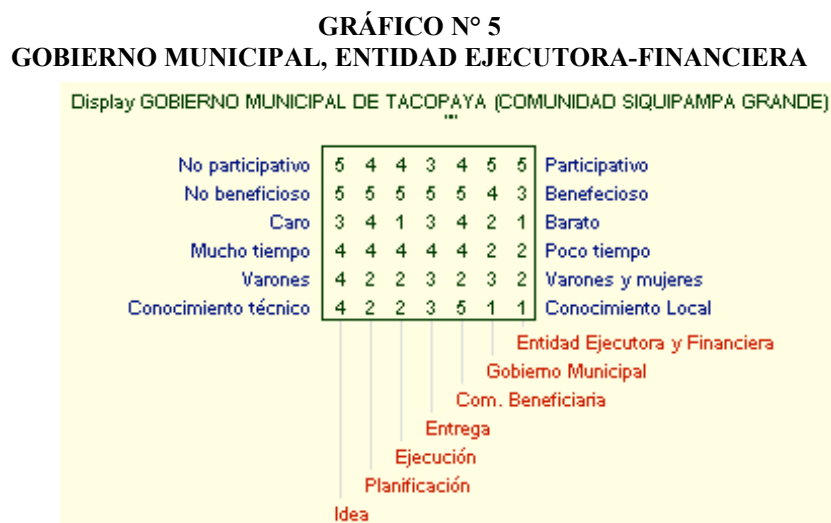 GRÁFICO N° 5
GOBIERNO MUNICIPAL, ENTIDAD EJECUTORA-FINANCIERA
Display GOBIERNO MUNICIPAL DE TACOPAYA (COMUNIDAD SIQUIPAMPA GRANDE)
""
No participativo 5 4 4 3 4 5 5 Participativo
No beneficioso 5 5 5 5 5 4 3 Benefecioso
Caro 3 4 1 3 4 2 1 Barato
Mucho tiempo 4 4 4 4 4 2 2 Poco tiempo
Varones 4 2 2 3 2 3 2 Varones y mujeres
Conocimiento técnico 4 2 2 3 5 1 1 Conocimiento Local
Entidad Ejecutora y Financiera
Gobierno Municipal
Com. Beneficiaria
Entrega
Ejecución
Planificación
Idea